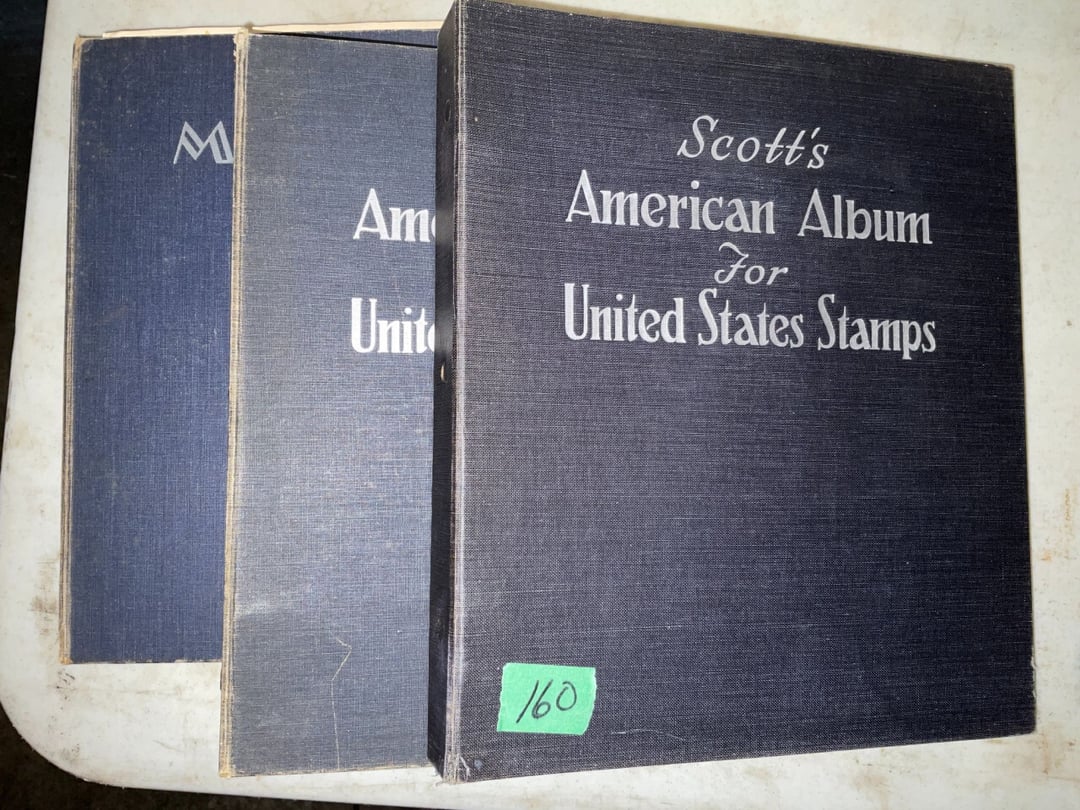 Scott's
American Album
For
United States Stamps
160